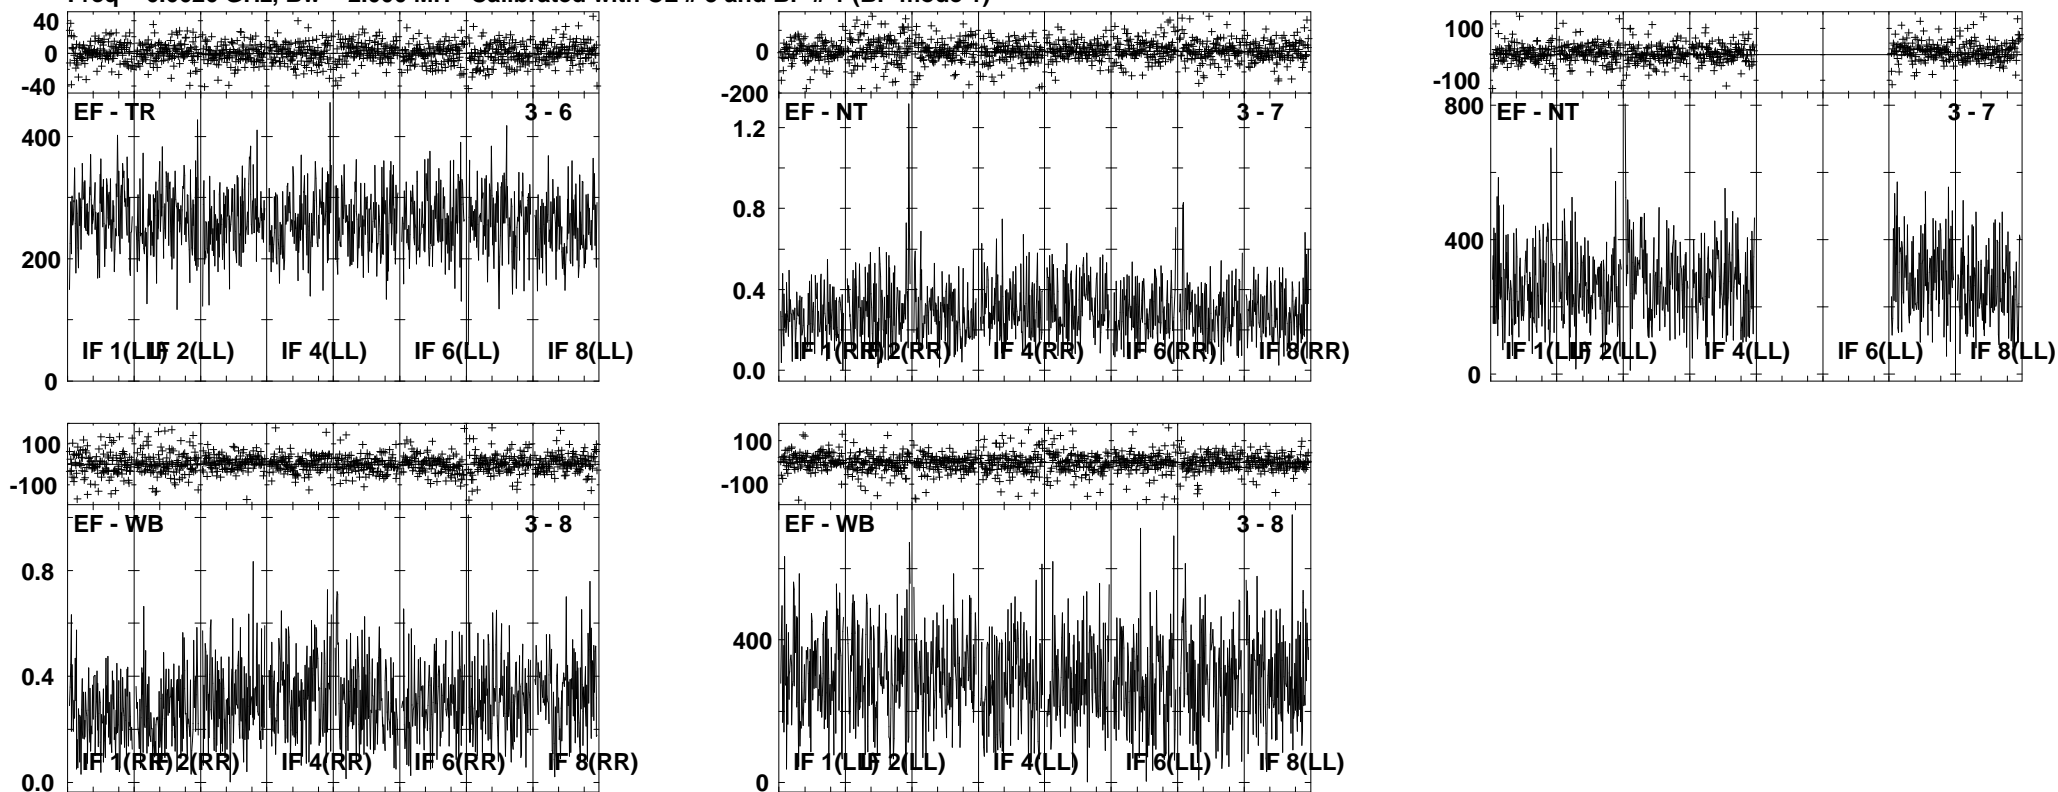 40
0
-40
EF - TR 3 - 6
400
200
0
IF 1(LL) IF 2(LL) IF 4(LL) IF 6(LL) IF 8(LL)
0
-200
EF - NT 3 - 7
1.2
0.8
0.4
0.0
IF 1(RR) IF 2(RR) IF 4(RR) IF 6(RR) IF 8(RR)
100
-100
EF - NT 3 - 7
800
400
0
IF 1(LL) IF 2(LL) IF 4(LL) IF 6(LL) IF 8(LL)
100
-100
EF - WB 3 - 8
0.8
0.4
0.0
IF 1(RR) IF 2(RR) IF 4(RR) IF 6(RR) IF 8(RR)
100
-100
EF - WB 3 - 8
400
0
IF 1(LL) IF 2(LL) IF 4(LL) IF 6(LL) IF 8(LL)